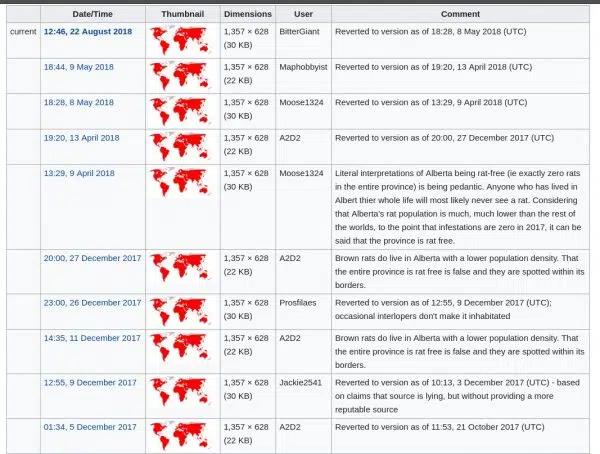 Date/Time Thumbnail Dimensions User Comment
current 12:46, 22 August 2018 1,357 × 628 BitterGiant Reverted to version as of 18:28, 8 May 2018 (UTC)
(30 KB)
18:44, 9 May 2018 1,357 × 628 Maphobbyist Reverted to version as of 19:20, 13 April 2018 (UTC)
(22 KB)
18:28, 8 May 2018 1,357 × 628 Moose1324 Reverted to version as of 13:29, 9 April 2018 (UTC)
(30 KB)
19:20, 13 April 2018 1,357 × 628 A2D2 Reverted to version as of 20:00, 27 December 2017 (UTC)
(22 KB)
13:29, 9 April 2018 1,357 × 628 Moose1324 Literal interpretations of Alberta being rat-free (ie exactly zero rats
(30 KB) in the entire province) is being pedantic. Anyone who has lived in
Albert thier whole life will most likely never see a rat. Considering
that Alberta's rat population is much, much lower than the rest of
the worlds, to the point that infestations are zero in 2017, it can be
said that the province is rat free.
20:00, 27 December 2017 1,357 × 628 A2D2 Brown rats do live in Alberta with a lower population density. That
(22 KB) the entire province is rat free is false and they are spotted within its
borders.
23:00, 26 December 2017 1,357 × 628 Prosfilaes Reverted to version as of 12:55, 9 December 2017 (UTC);
(30 KB) occasional interlopers don't make it inhabitated
14:35, 11 December 2017 1,357 × 628 A2D2 Brown rats do live in Alberta with a lower population density. That
(22 KB) the entire province is rat free is false and they are spotted within its
borders.
12:55, 9 December 2017 1,357 × 628 Jackie2541 Reverted to version as of 10:13, 3 December 2017 (UTC) - based
(30 KB) on claims that source is lying, but without providing a more
reputable source
01:34, 5 December 2017 1,357 × 628 A2D2 Reverted to version as of 11:53, 21 October 2017 (UTC)
(22 KB)